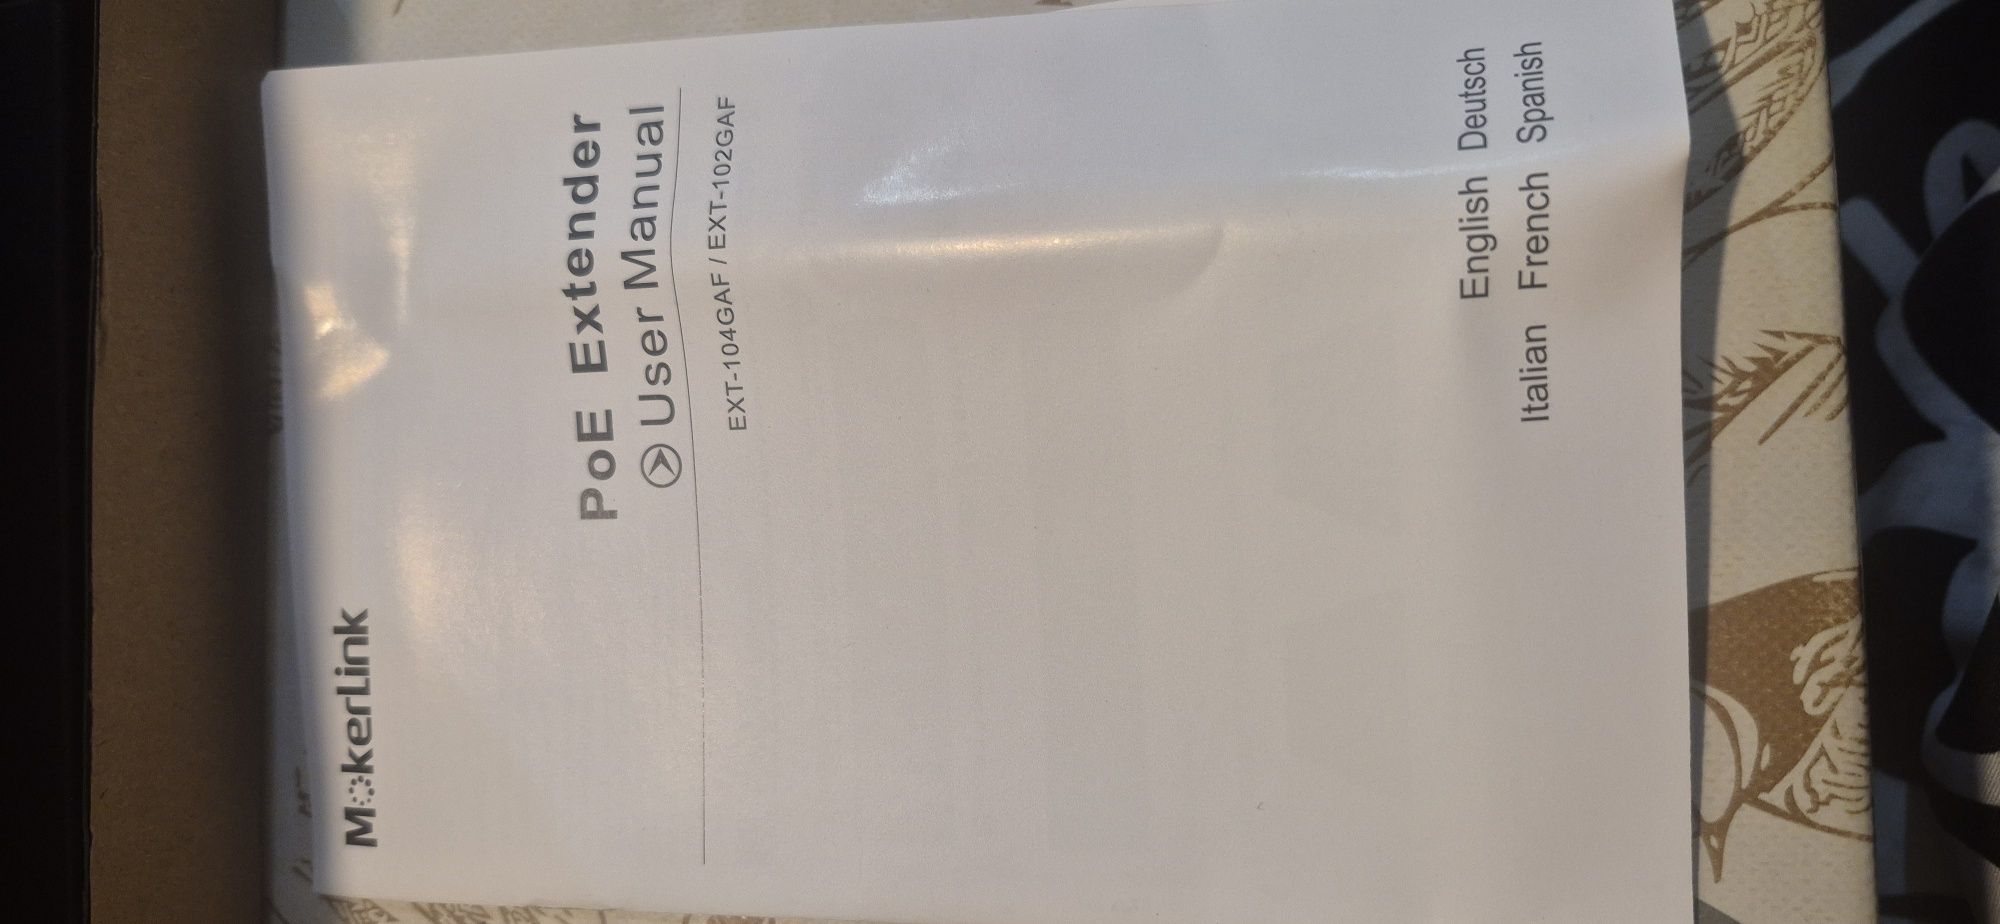 MokerLink
PoE Extender
User Manual
EXT-104GAF / EXT-102GAF
English Deutsch
Italian French Spanish